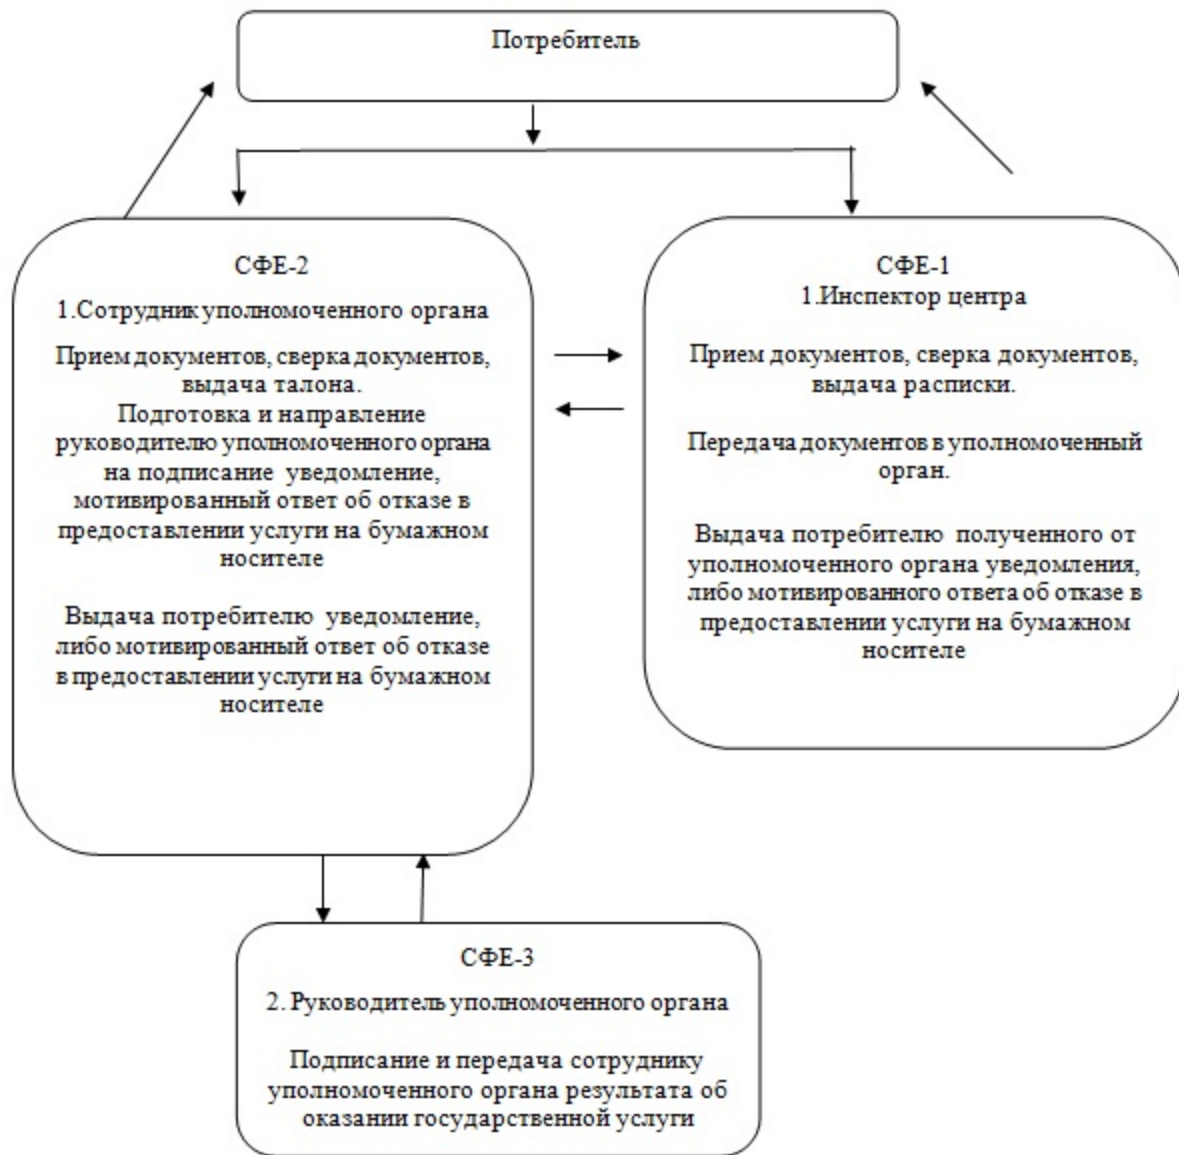 Потребитель
СФЕ-2
1.Сотрудник уполномоченного органа
Прием документов, сверка документов,
выдача талона.
Подготовка и направление
руководителю уполномоченного органа
на подписание уведомление,
мотивированный ответ об отказе в
предоставлении услуги на бумажном
носителе
Выдача потребителю уведомление,
либо мотивированный ответ об отказе
в предоставлении услуги на бумажном
носителе
СФЕ-1
1.Инспектор центра
Прием документов, сверка документов,
выдача расписки.
Передача документов в уполномоченный
орган.
Выдача потребителю полученного от
уполномоченного органа уведомления,
либо мотивированного ответа об отказе в
предоставлении услуги на бумажном
носителе
СФЕ-3
2. Руководитель уполномоченного органа
Подписание и передача сотруднику
уполномоченного органа результата об
оказании государственной услуги